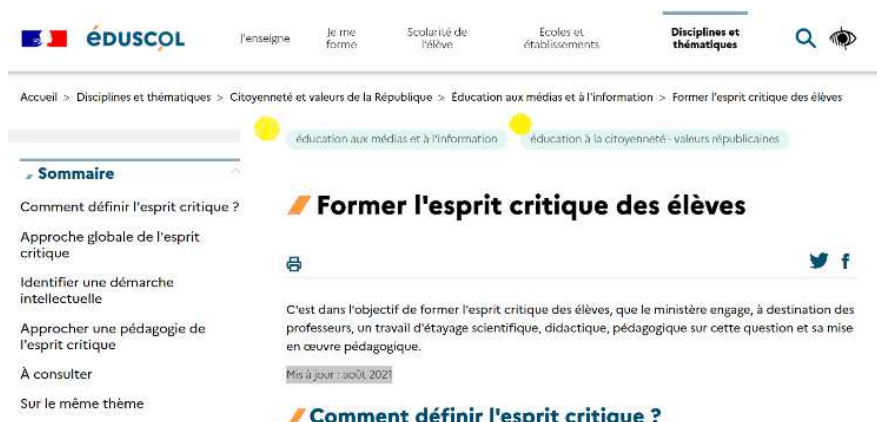 éduscol
J'enseigne
Je me
forme
Scolarité de
l'élève
Écoles et
établissements
Disciplines et
thématiques
Accueil > Disciplines et thématiques > Citoyenneté et valeurs de la République > Éducation aux médias et à l'information > Former l'esprit critique des élèves
éducation aux médias et à l'information
éducation à la citoyenneté - valeurs républicaines
Sommaire
Comment définir l'esprit critique ?
Approche globale de l'esprit
critique
Identifier une démarche
intellectuelle
Approcher une pédagogie de
l'esprit critique
À consulter
Sur le même thème
Former l'esprit critique des élèves
C'est dans l'objectif de former l'esprit critique des élèves, que le ministère engage, à destination des
professeurs, un travail d'étayage scientifique, didactique, pédagogique sur cette question et sa mise
en œuvre pédagogique.
Mis à jour : août 2021
Comment définir l'esprit critique ?